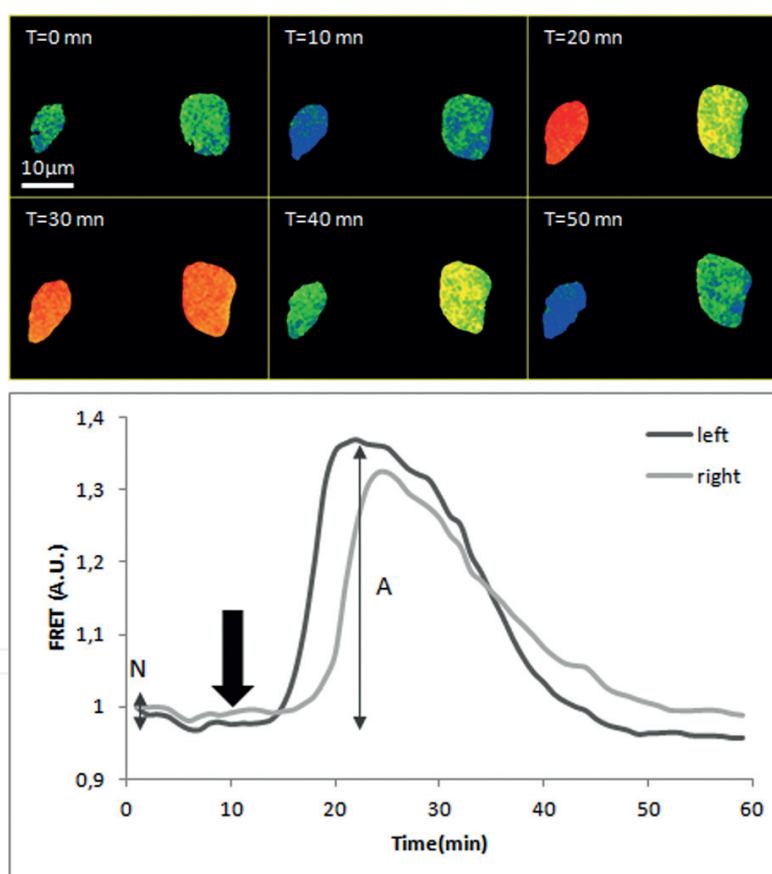 T=0 mn
T=10 mn
T=20 mn
10µm
T=30 mn
T=40 mn
T=50 mn
1,4
left
right
1,3
1,2
FRET (A.U.)
A
1,1
N
1
0,9
0 10 20 30 40 50 60
Time(min)